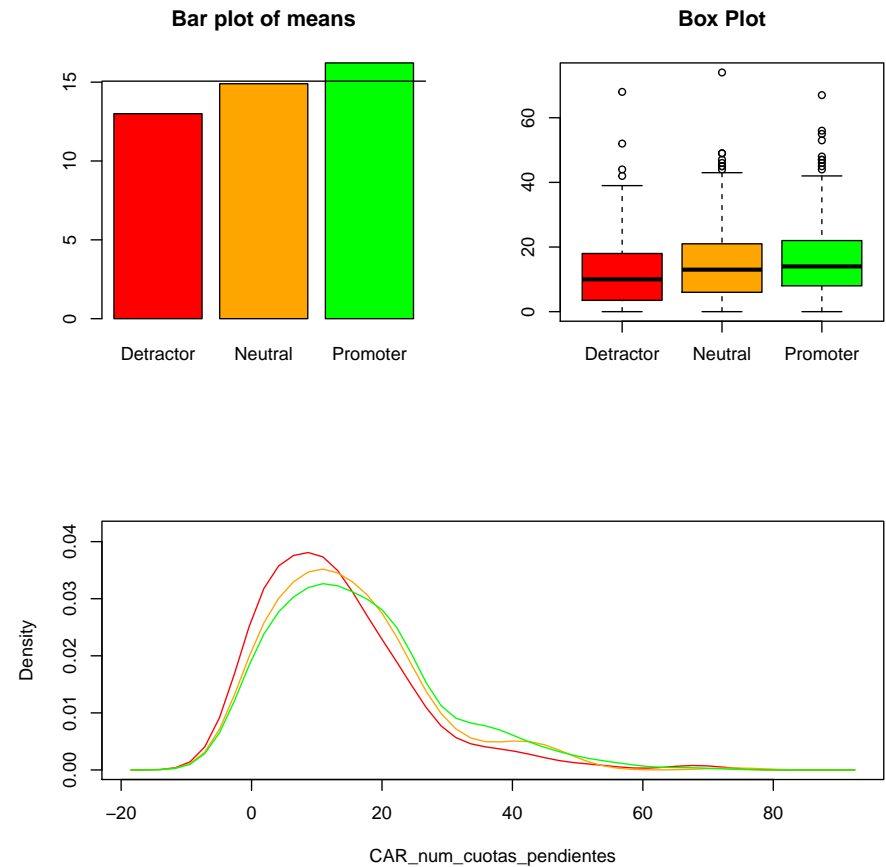 Bar plot of means
15
10
5
0
Detractor Neutral Promoter
Box Plot
60
40
20
0
Detractor Neutral Promoter
Density
0.04
0.03
0.02
0.01
0.00
−20 0 20 40 60 80
CAR_num_cuotas_pendientes